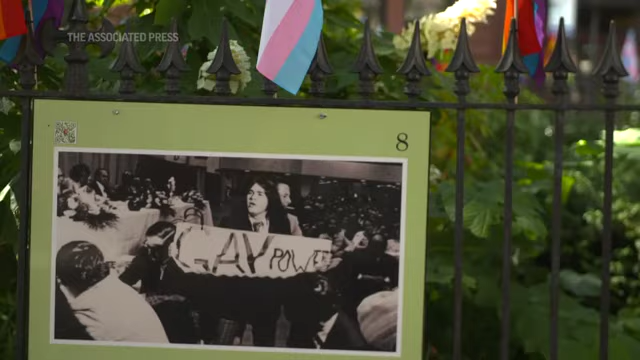 THE ASSOCIATED PRESS
8
GAY POWER